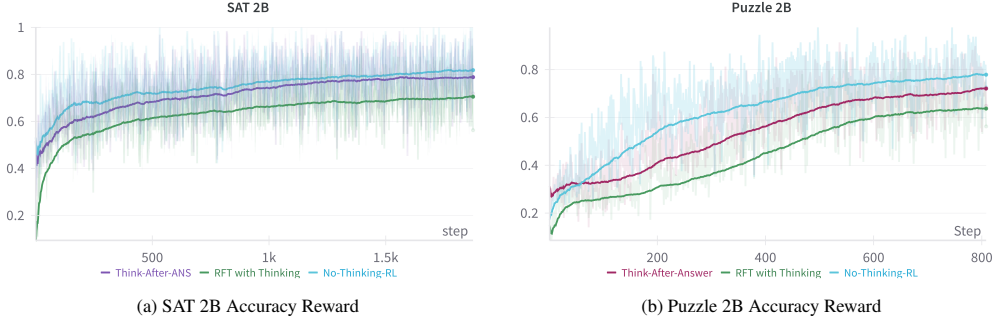 SAT 2B
1
0.8
0.6
0.4
0.2
step
500 1k 1.5k
Think-After-ANS RFT with Thinking No-Thinking-RL
(a) SAT 2B Accuracy Reward
Puzzle 2B
0.8
0.6
0.4
0.2
Step
200 400 600 800
Think-After-Answer RFT with Thinking No-Thinking-RL
(b) Puzzle 2B Accuracy Reward